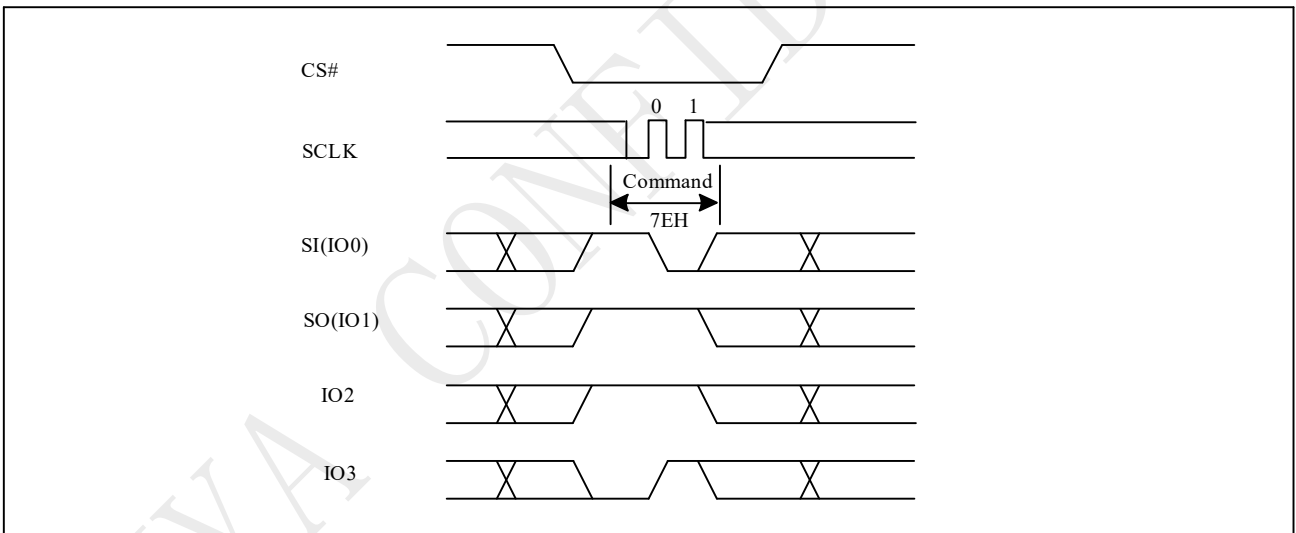 CS#
0 1
SCLK
Command
7EH
SI(IO0)
SO(IO1)
IO2
IO3